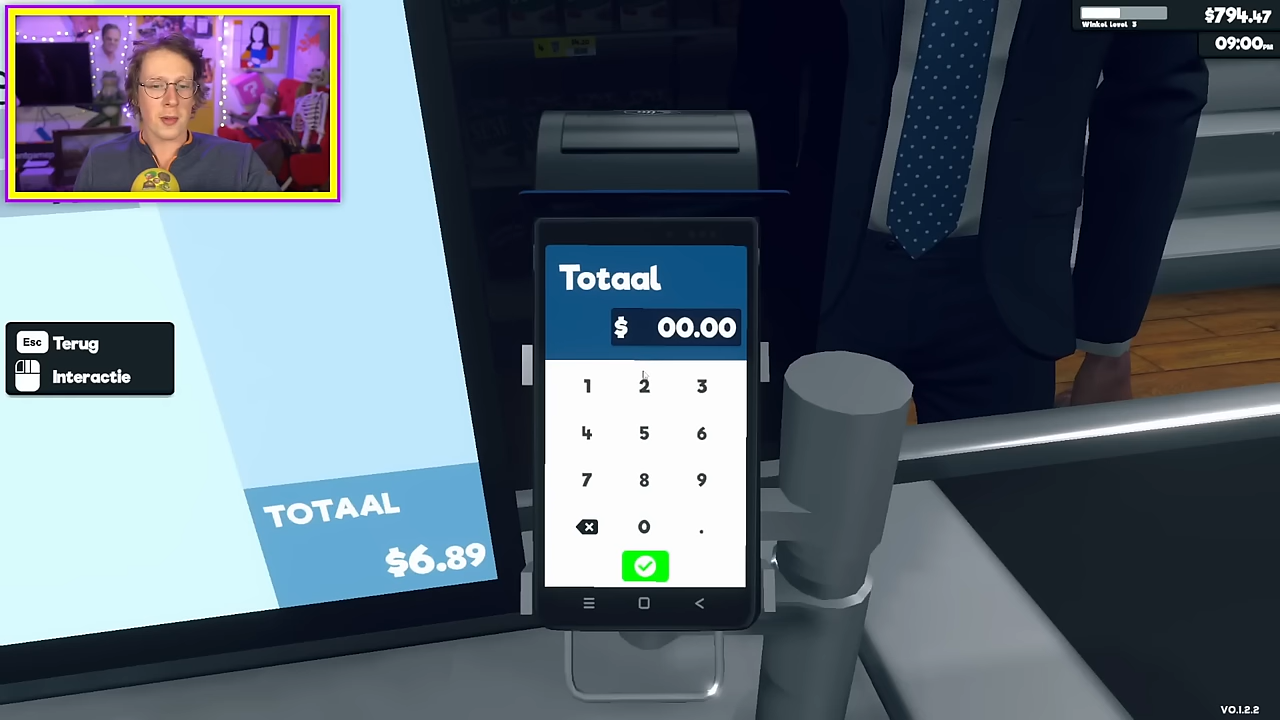 $794.47
Winkel level 3
09:00PM
Totaal
$ 00.00
Esc Terug
Interactie
1 2 3
4 5 6
7 8 9
0 .
TOTAAL
$6.89
V0.1.2.2